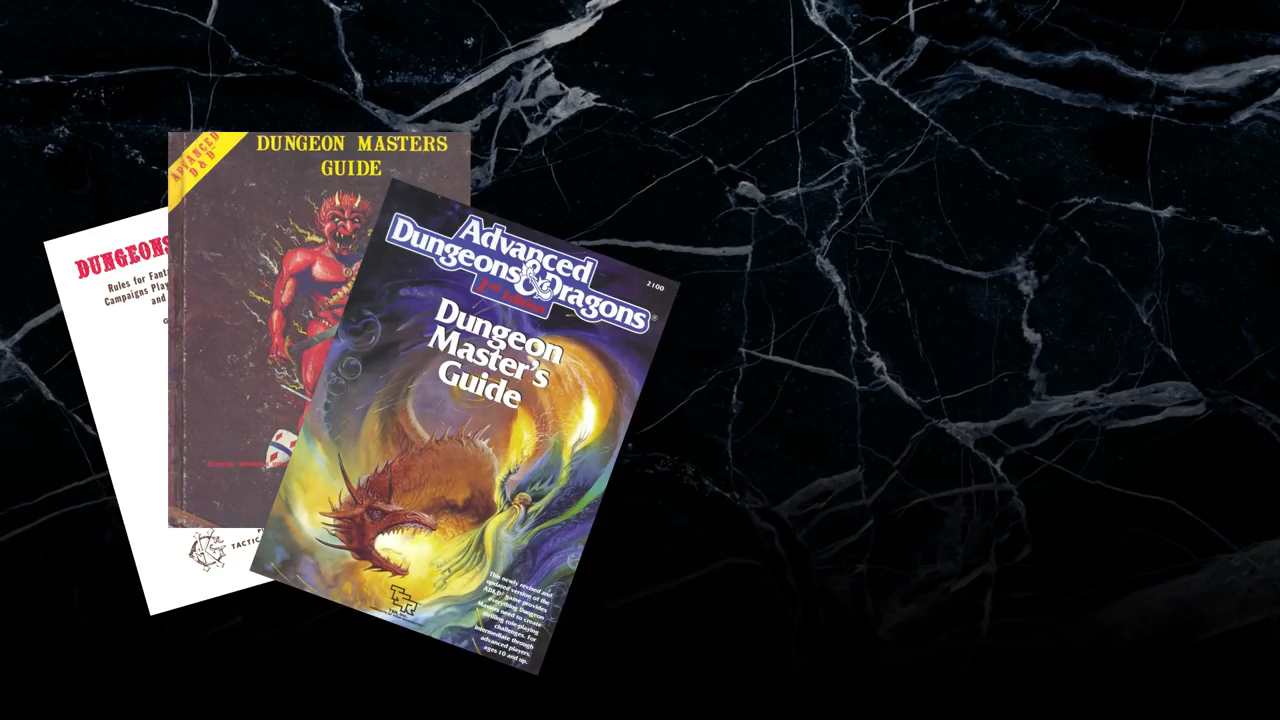 DUNGEONS
Rules for Fant
Campaigns Play
and
TACTIC
ADVANCED
D & D
DUNGEON MASTERS
GUIDE
Advanced
Dungeons & Dragons®
2nd Edition
2100
Dungeon
Master's
Guide
This newly revised and
updated version of the
AD&D® game provides
everything Dungeon
Masters need to create
thrilling role-playing
challenges. For
intermediate through
advanced players,
ages 10 and up.
TSR